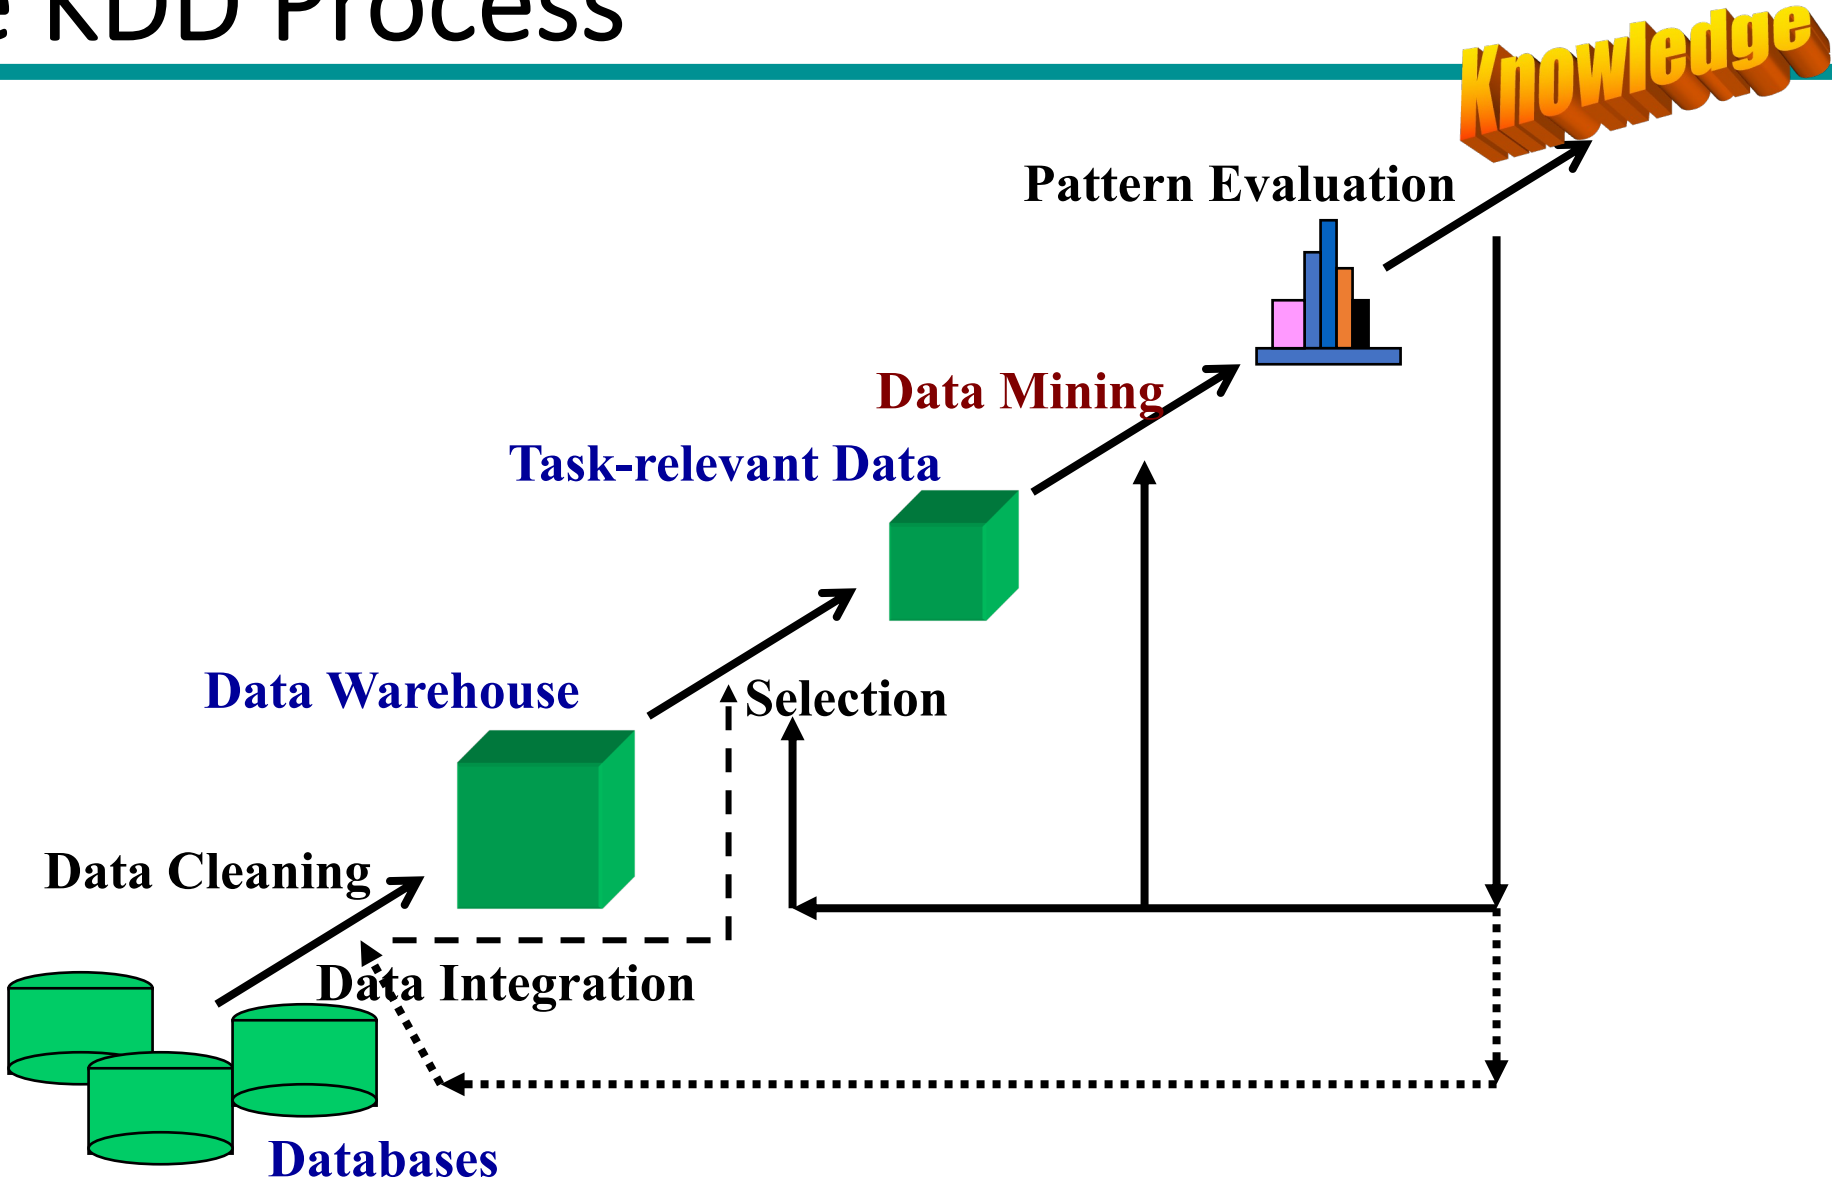 e KDD Process
Knowledge
Pattern Evaluation
Data Mining
Task-relevant Data
Data Warehouse
Selection
Data Cleaning
Data Integration
Databases